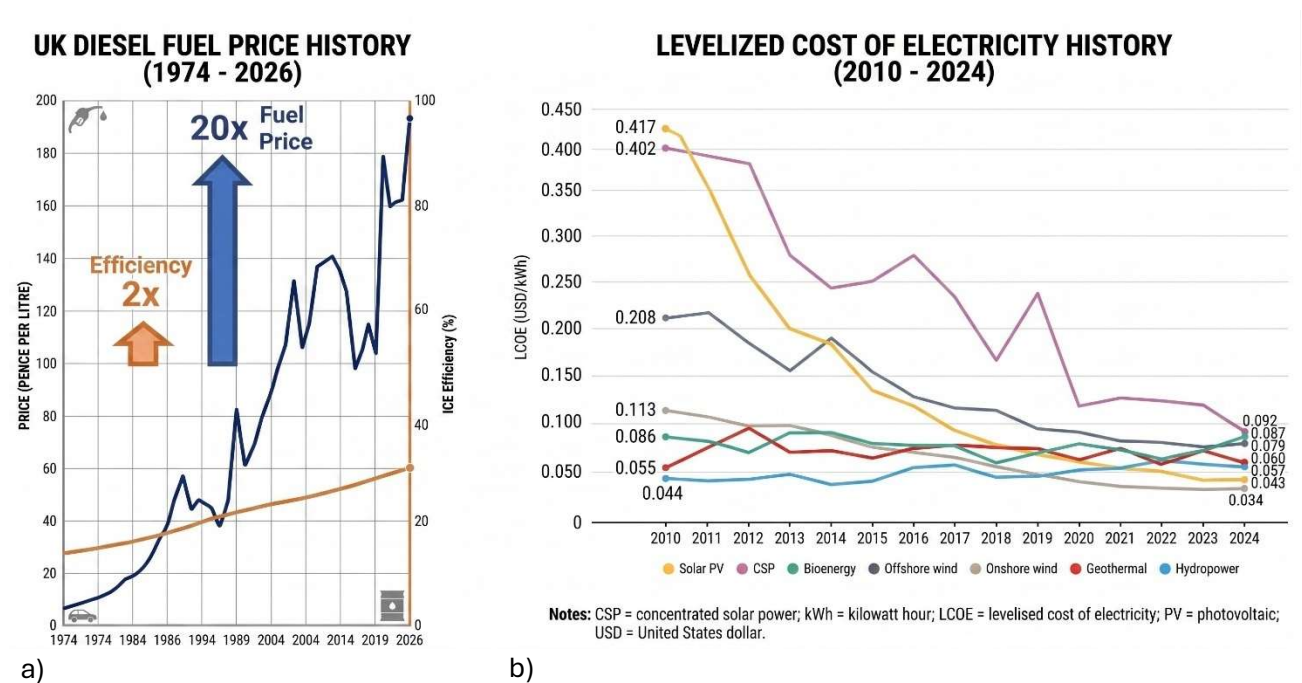 UK DIESEL FUEL PRICE HISTORY
(1974 - 2026)
PRICE (PENCE PER LITRE)
200
180
160
140
120
100
80
60
40
20
0
20x Fuel
Price
Efficiency
2x
100
80
60
40
20
0
ICE Efficiency (%)
1974 1974 1984 1986 1994 1989 2004 2004 2014 2019 2026
a)
LEVELIZED COST OF ELECTRICITY HISTORY
(2010 - 2024)
LCOE (USD/kWh)
0.450
0.400
0.350
0.300
0.250
0.200
0.150
0.100
0.050
0
0.417
0.402
0.208
0.113
0.086
0.055
0.044
0.092
0.087
0.079
0.060
0.057
0.043
0.034
2010 2011 2012 2013 2014 2015 2016 2017 2018 2019 2020 2021 2022 2023 2024
Solar PV CSP Bioenergy Offshore wind Onshore wind Geothermal Hydropower
Notes: CSP = concentrated solar power; kWh = kilowatt hour; LCOE = levelised cost of electricity; PV = photovoltaic;
USD = United States dollar.
b)